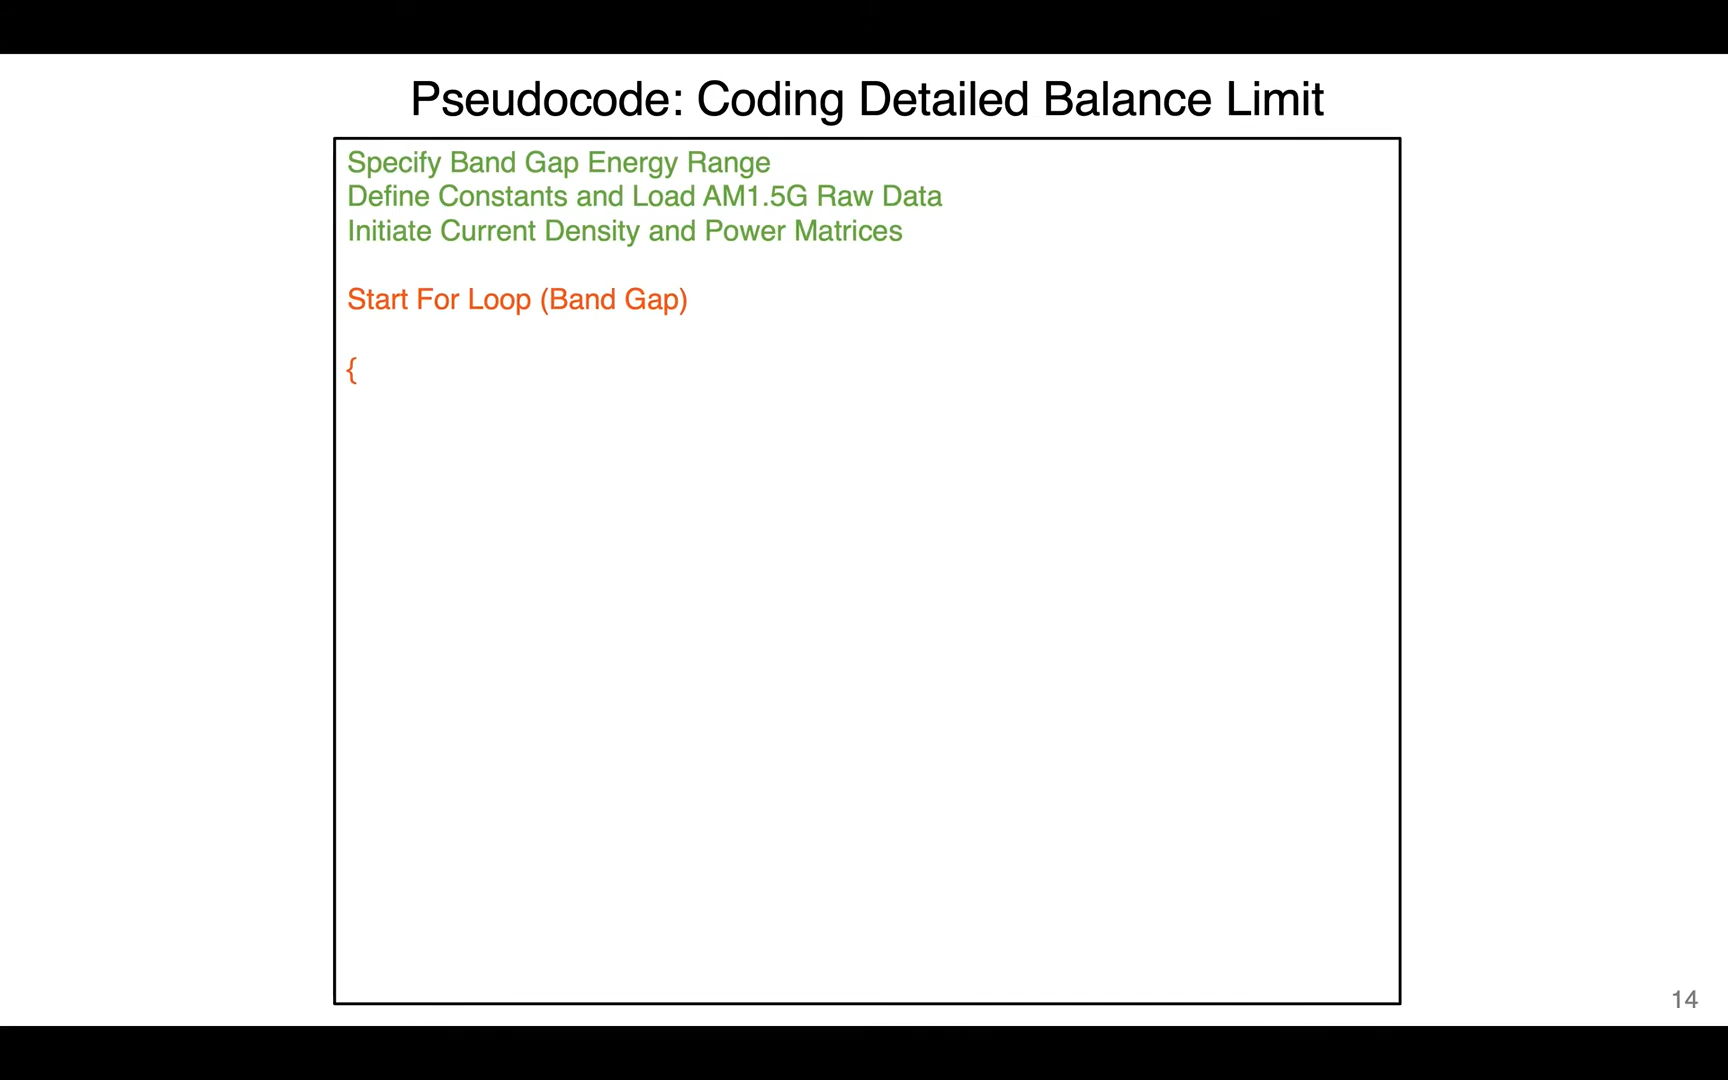 Pseudocode: Coding Detailed Balance Limit
Specify Band Gap Energy Range
Define Constants and Load AM1.5G Raw Data
Initiate Current Density and Power Matrices
Start For Loop (Band Gap)
{
14